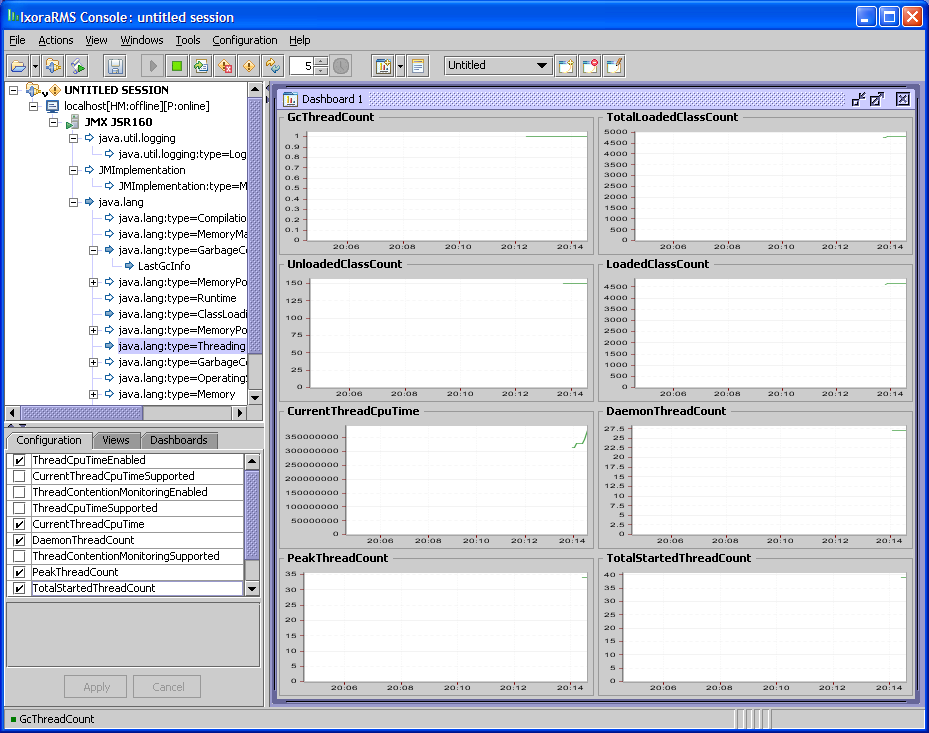 IxoraRMS Console: untitled session
File Actions View Windows Tools Configuration Help
5
Untitled
UNTITLED SESSION
localhost[HM:offline][P:online]
JMX JSR160
java.util.logging
java.util.logging:type=Log
JMImplementation
JMImplementation:type=M
java.lang
java.lang:type=Compilatio
java.lang:type=MemoryMa
java.lang:type=GarbageCo
LastGcInfo
java.lang:type=MemoryPo
java.lang:type=Runtime
java.lang:type=ClassLoadi
java.lang:type=MemoryPo
java.lang:type=Threading
java.lang:type=GarbageCo
java.lang:type=Operating
java.lang:type=Memory
Configuration Views Dashboards
ThreadCpuTimeEnabled
CurrentThreadCpuTimeSupported
ThreadContentionMonitoringEnabled
ThreadCpuTimeSupported
CurrentThreadCpuTime
DaemonThreadCount
ThreadContentionMonitoringSupported
PeakThreadCount
TotalStartedThreadCount
Apply Cancel
Dashboard 1
GcThreadCount
1
0.9
0.8
0.7
0.6
0.5
0.4
0.3
0.2
0.1
0
20:06 20:08 20:10 20:12 20:14
TotalLoadedClassCount
5000
4500
4000
3500
3000
2500
2000
1500
1000
500
0
20:06 20:08 20:10 20:12 20:14
UnloadedClassCount
150
125
100
75
50
25
0
20:06 20:08 20:10 20:12 20:14
LoadedClassCount
4500
4000
3500
3000
2500
2000
1500
1000
500
0
20:06 20:08 20:10 20:12 20:14
CurrentThreadCpuTime
350000000
300000000
250000000
200000000
150000000
100000000
50000000
0
20:06 20:08 20:10 20:12 20:14
DaemonThreadCount
27.5
25
22.5
20
17.5
15
12.5
10
7.5
5
2.5
0
20:06 20:08 20:10 20:12 20:14
PeakThreadCount
35
30
25
20
15
10
5
0
20:06 20:08 20:10 20:12 20:14
TotalStartedThreadCount
40
35
30
25
20
15
10
5
0
20:06 20:08 20:10 20:12 20:14
GcThreadCount